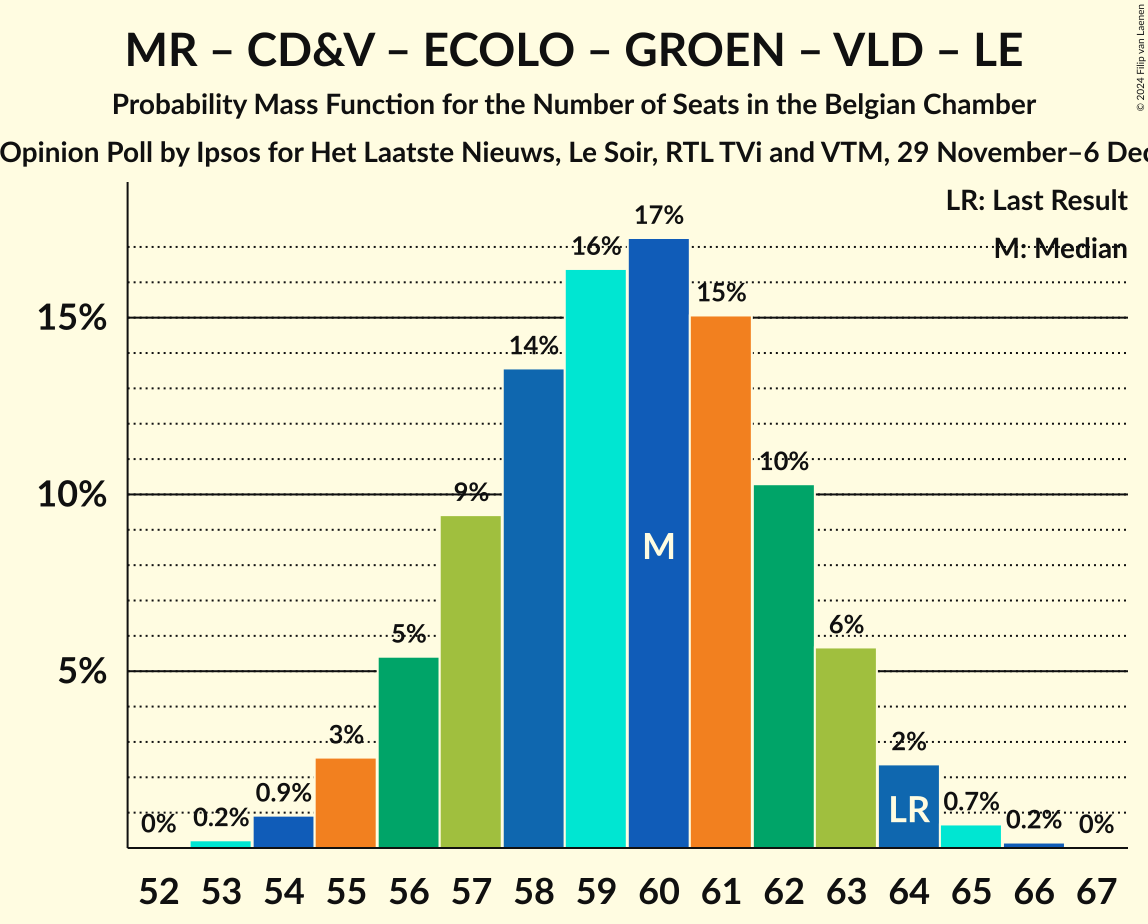 MR – CD&V – ECOLO – GROEN – VLD – LE
Probability Mass Function for the Number of Seats in the Belgian Chamber
Opinion Poll by Ipsos for Het Laatste Nieuws, Le Soir, RTL TVi and VTM, 29 November–6 Dec
© 2024 Filip van Laenen
LR: Last Result
M: Median
15%
10%
5%
0%
0.2%
0.9%
3%
5%
9%
14%
16%
17%
15%
10%
6%
2%
0.7%
0.2%
0%
M
LR
52 53 54 55 56 57 58 59 60 61 62 63 64 65 66 67